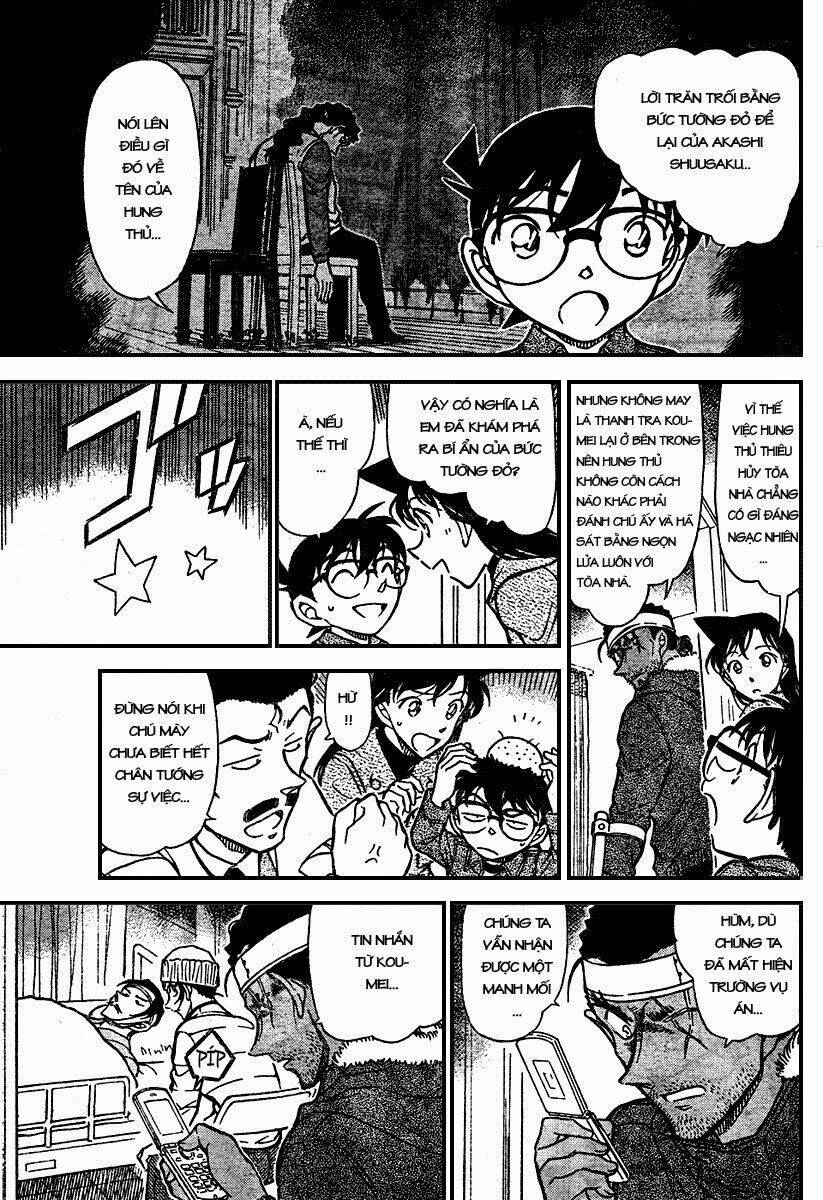 LỜI TRĂN TRỐI BẰNG
BỨC TƯỜNG ĐỎ ĐỂ
LẠI CỦA AKASHI
SHUUSAKU...
NÓI LÊN
ĐIỀU GÌ
ĐÓ VỀ
TÊN CỦA
HUNG
THỦ...
VÌ THẾ
VIỆC HUNG
THỦ THIÊU
HỦY TÒA
NHÀ CHẲNG
CÓ GÌ ĐÁNG
NGẠC NHIÊN
...
NHƯNG KHÔNG MAY
LÀ THANH TRA KOU-
MEI LẠI Ở BÊN TRONG
NÊN HUNG THỦ
KHÔNG CÒN CÁCH
NÀO KHÁC PHẢI
ĐÁNH CHÚ ẤY VÀ HÃ
SÁT BẰNG NGỌN
LỬA LUÔN VỚI
TÒA NHÀ.
VẬY CÓ NGHĨA LÀ
EM ĐÃ KHÁM PHÁ
RA BÍ ẨN CỦA BỨC
TƯỜNG ĐỎ?
À, NẾU
THẾ THÌ
...
ゴッ
HỪ
!!
ĐỪNG NÓI KHI
CHÚ MÀY
CHƯA BIẾT HẾT
CHÂN TƯỚNG
SỰ VIỆC...
HỪM, DÙ
CHÚNG TA
ĐÃ MẤT HIỆN
TRƯỜNG VỤ
ÁN...
CHÚNG TA
VẪN NHẬN
ĐƯỢC MỘT
MANH MỐI
...
TIN NHẮN
TỪ KOU-
MEI...
PÍP